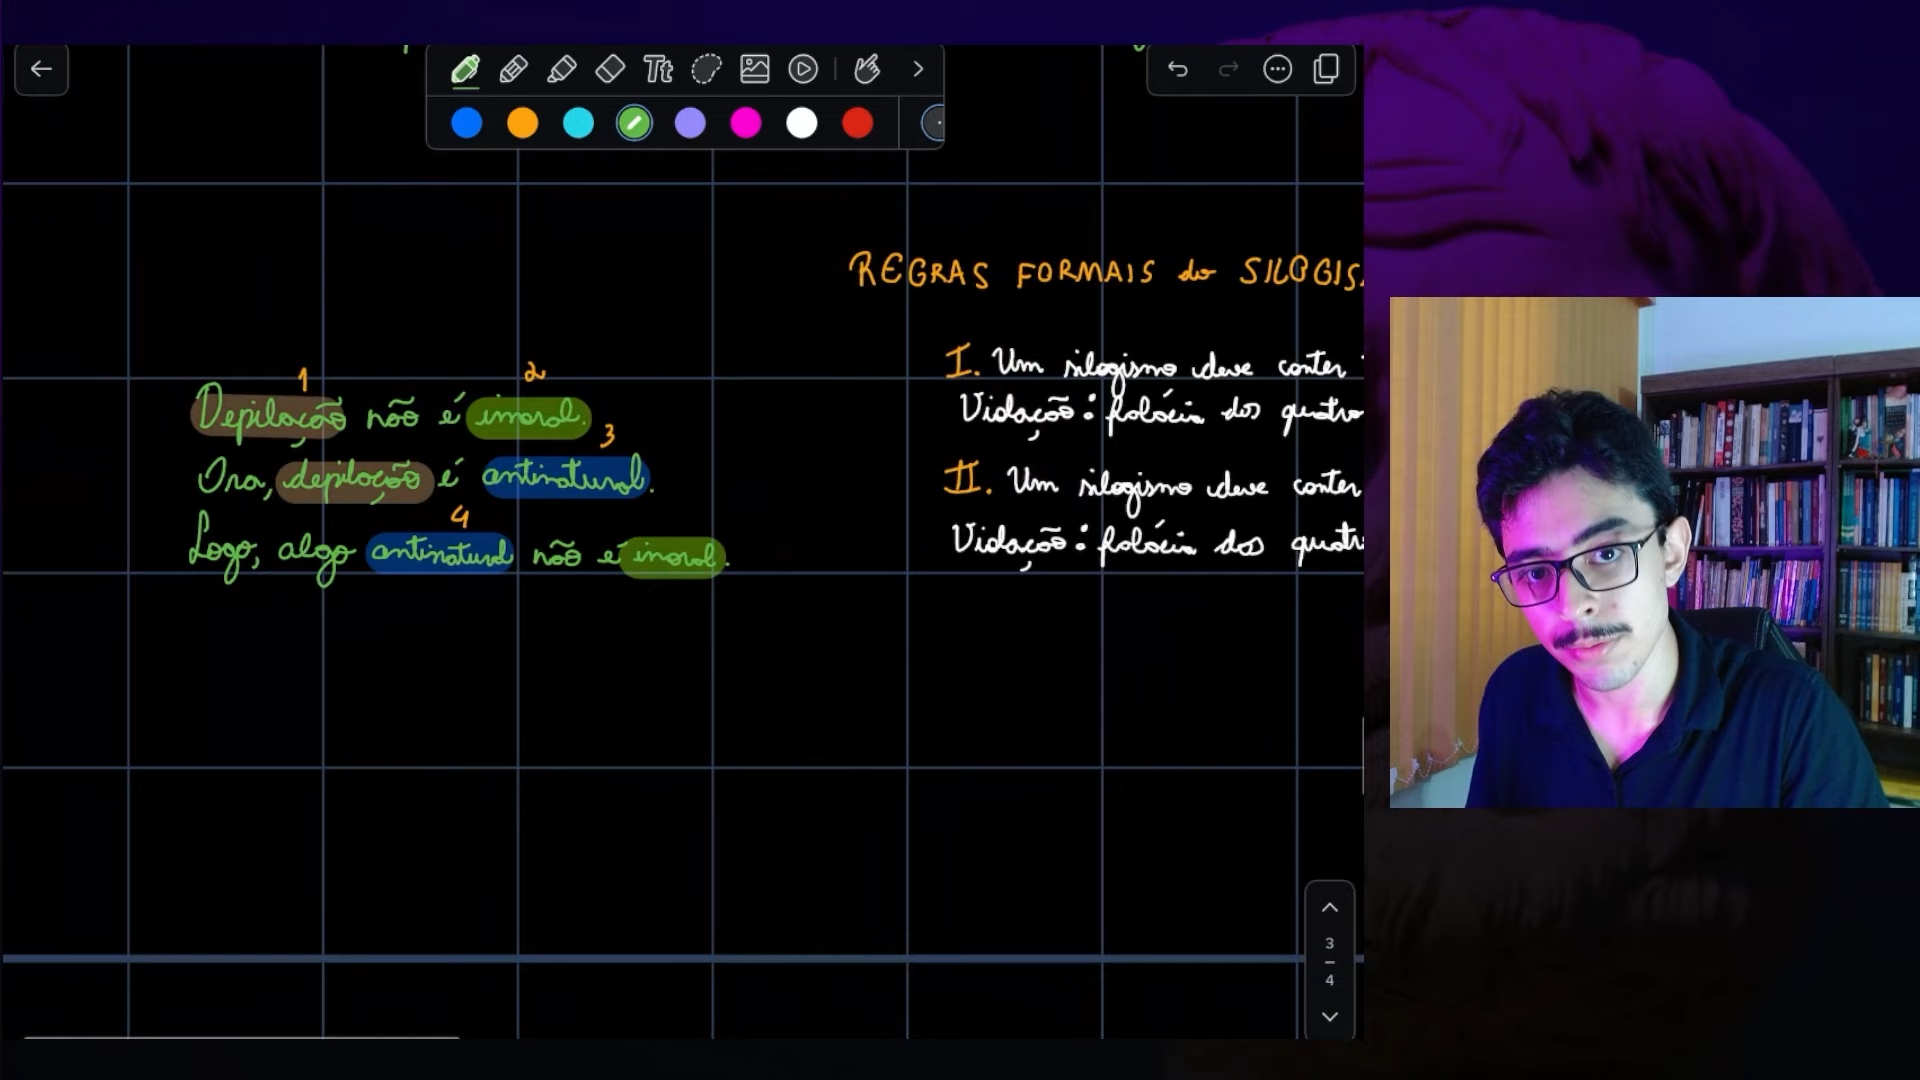 Tt
REGRAS FORMAIS do SILOGIS
1
2
Depilação não é imoral.
3
Ora, depilação é antinatural.
4
Logo, algo antinatural não é imoral.
I. Um silogismo deve conter
Violação: falácia dos quatro
II. Um silogismo deve conter
Violação: falácia dos quatr
3
4